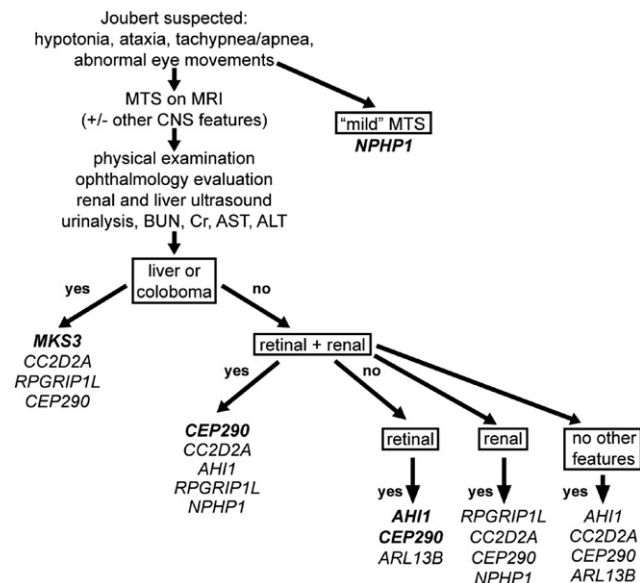 Joubert suspected:
hypotonia, ataxia, tachypnea/apnea,
abnormal eye movements
MTS on MRI
(+/- other CNS features)
"mild" MTS
NPHP1
physical examination
ophthalmology evaluation
renal and liver ultrasound
urinalysis, BUN, Cr, AST, ALT
liver or
coloboma
yes
no
MKS3
CC2D2A
RPGRIP1L
CEP290
retinal + renal
yes
no
CEP290
CC2D2A
AHI1
RPGRIP1L
NPHP1
retinal
yes
AHI1
CEP290
ARL13B
renal
yes
RPGRIP1L
CC2D2A
CEP290
NPHP1
no other
features
yes
AHI1
CC2D2A
CEP290
ARL13B